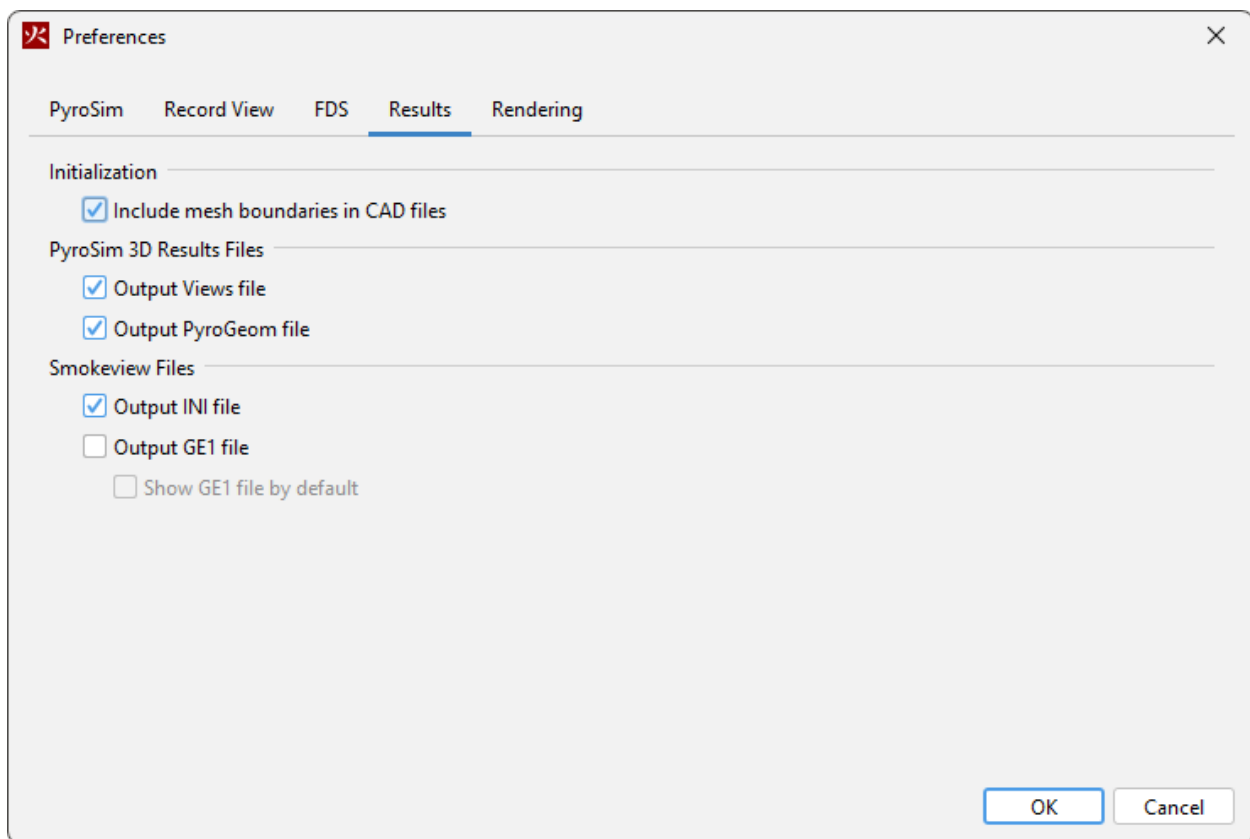 火 Preferences
PyroSim Record View FDS Results Rendering
Initialization
Include mesh boundaries in CAD files
PyroSim 3D Results Files
Output Views file
Output PyroGeom file
Smokeview Files
Output INI file
Output GE1 file
Show GE1 file by default
OK Cancel